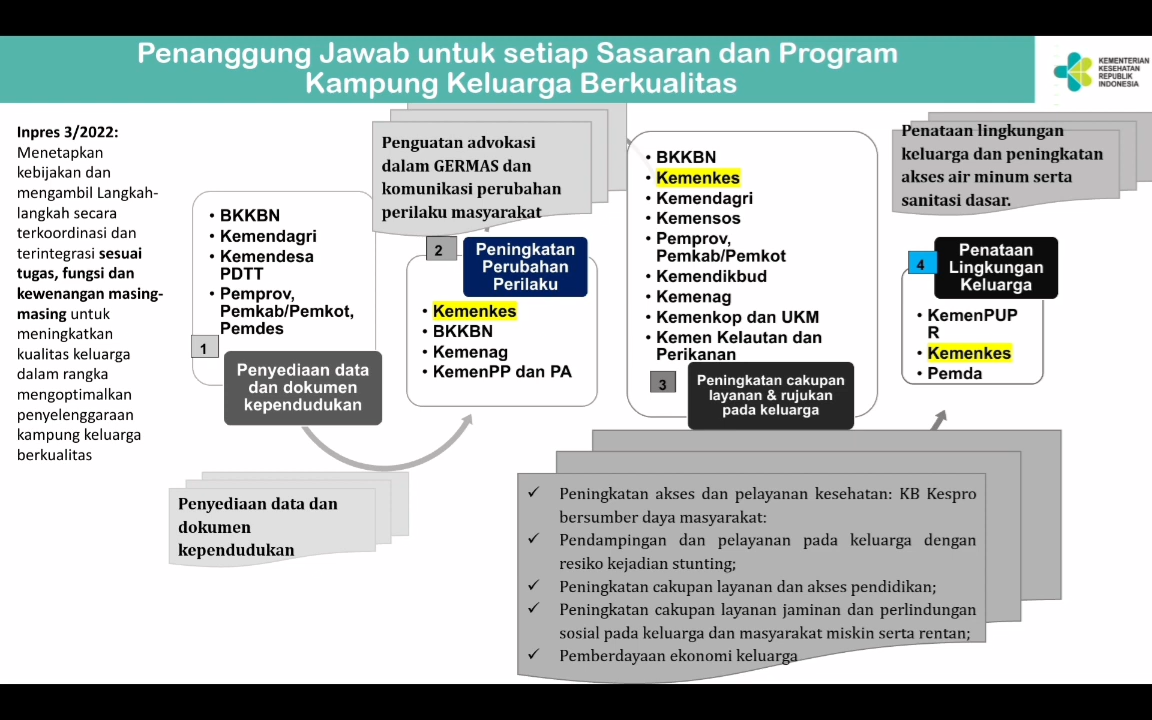 Penanggung Jawab untuk setiap Sasaran dan Program
Kampung Keluarga Berkualitas
KEMENTERIAN
KESEHATAN
REPUBLIK
INDONESIA
Inpres 3/2022:
Menetapkan
kebijakan dan
mengambil Langkah-
langkah secara
terkoordinasi dan
terintegrasi sesuai
tugas, fungsi dan
kewenangan masing-
masing untuk
meningkatkan
kualitas keluarga
dalam rangka
mengoptimalkan
penyelenggaraan
kampung keluarga
berkualitas
• BKKBN
• Kemendagri
• Kemendesa
PDTT
• Pemprov,
Pemkab/Pemkot,
Pemdes
1
Penyediaan data
dan dokumen
kependudukan
Penyediaan data dan
dokumen
kependudukan
Penguatan advokasi
dalam GERMAS dan
komunikasi perubahan
perilaku masyarakat
2
Peningkatan
Perubahan
Perilaku
• Kemenkes
• BKKBN
• Kemenag
• KemenPP dan PA
• BKKBN
• Kemenkes
• Kemendagri
• Kemensos
• Pemprov,
Pemkab/Pemkot
• Kemendikbud
• Kemenag
• Kemenkop dan UKM
• Kemen Kelautan dan
Perikanan
3
Peningkatan cakupan
layanan & rujukan
pada keluarga
✓ Peningkatan akses dan pelayanan kesehatan: KB Kespro
bersumber daya masyarakat:
✓ Pendampingan dan pelayanan pada keluarga dengan
resiko kejadian stunting;
✓ Peningkatan cakupan layanan dan akses pendidikan;
✓ Peningkatan cakupan layanan jaminan dan perlindungan
sosial pada keluarga dan masyarakat miskin serta rentan;
✓ Pemberdayaan ekonomi keluarga
Penataan lingkungan
keluarga dan peningkatan
akses air minum serta
sanitasi dasar.
4
Penataan
Lingkungan
Keluarga
• KemenPUP
R
• Kemenkes
• Pemda